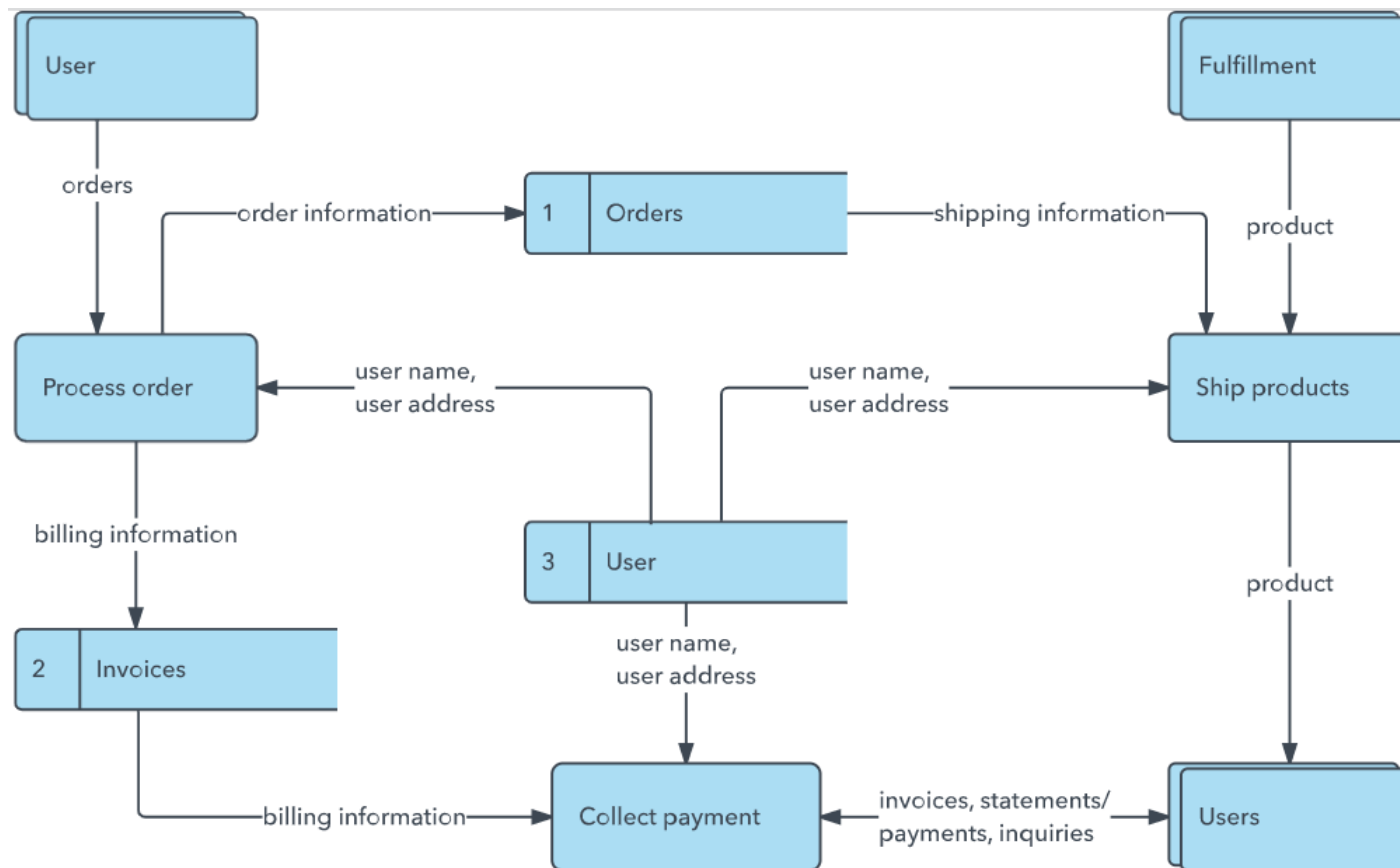 User
Fulfillment
orders
order information
1
Orders
shipping information
product
Process order
user name,
user address
user name,
user address
Ship products
billing information
3
User
product
2
Invoices
user name,
user address
billing information
Collect payment
invoices, statements/
payments, inquiries
Users